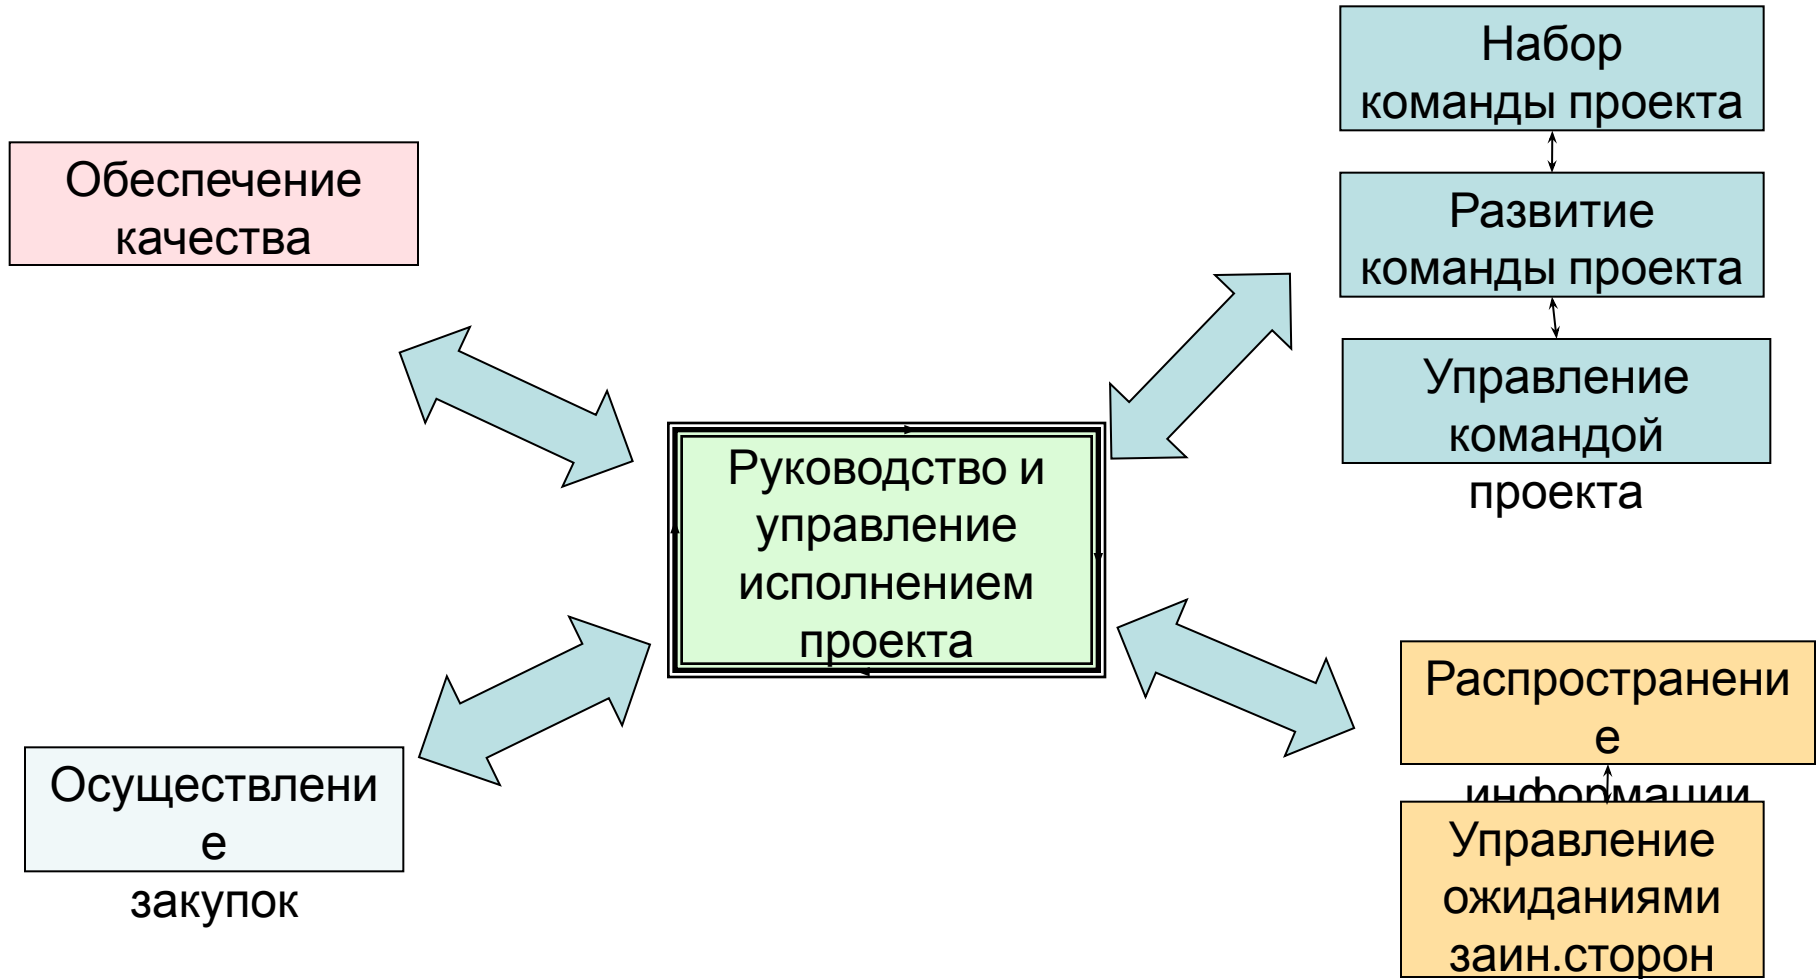 Набор
команды проекта
Обеспечение
качества
Развитие
команды проекта
Управление
командой
проекта
Руководство и
управление
исполнением
проекта
Распространени
е
информации
Осуществлени
е
закупок
Управление
ожиданиями
заин.сторон